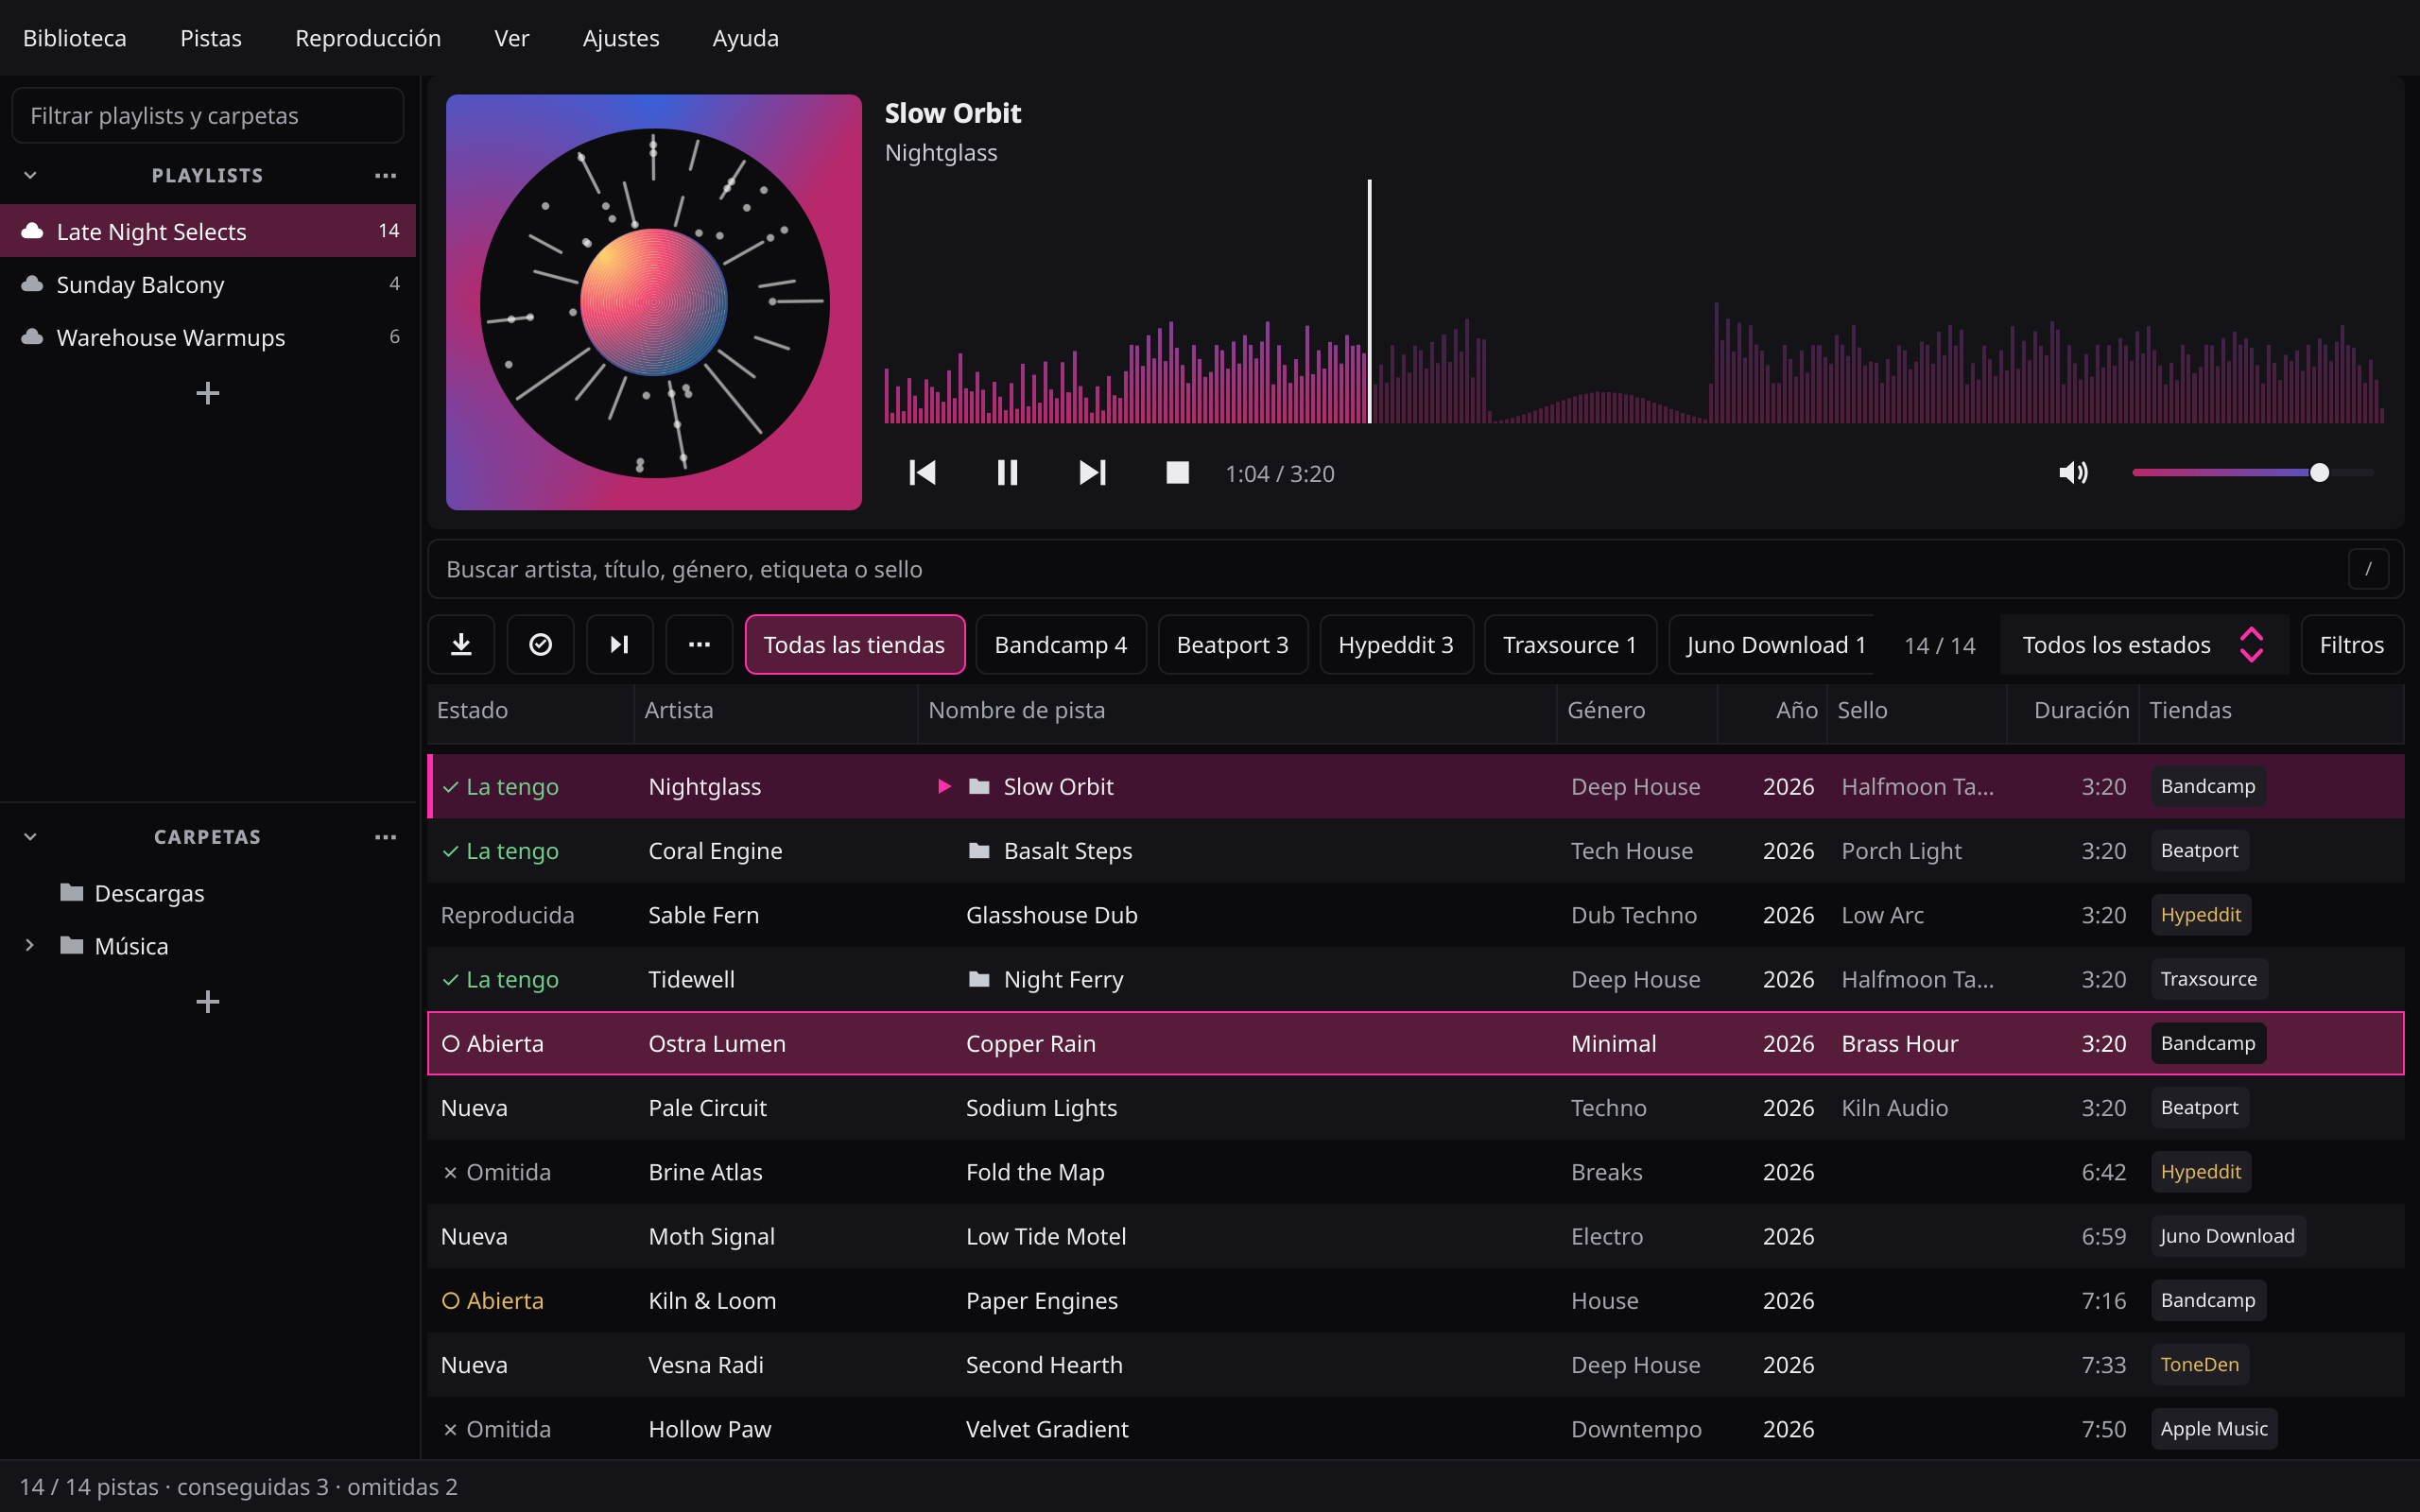 Biblioteca Pistas Reproducción Ver Ajustes Ayuda
Filtrar playlists y carpetas
PLAYLISTS
Late Night Selects 14
Sunday Balcony 4
Warehouse Warmups 6
CARPETAS
Descargas
Música
Slow Orbit
Nightglass
1:04 / 3:20
Buscar artista, título, género, etiqueta o sello /
Todas las tiendas Bandcamp 4 Beatport 3 Hypeddit 3 Traxsource 1 Juno Download 1 14 / 14 Todos los estados Filtros
Estado Artista Nombre de pista Género Año Sello Duración Tiendas
La tengo Nightglass Slow Orbit Deep House 2026 Halfmoon Ta... 3:20 Bandcamp
La tengo Coral Engine Basalt Steps Tech House 2026 Porch Light 3:20 Beatport
Reproducida Sable Fern Glasshouse Dub Dub Techno 2026 Low Arc 3:20 Hypeddit
La tengo Tidewell Night Ferry Deep House 2026 Halfmoon Ta... 3:20 Traxsource
Abierta Ostra Lumen Copper Rain Minimal 2026 Brass Hour 3:20 Bandcamp
Nueva Pale Circuit Sodium Lights Techno 2026 Kiln Audio 3:20 Beatport
Omitida Brine Atlas Fold the Map Breaks 2026 6:42 Hypeddit
Nueva Moth Signal Low Tide Motel Electro 2026 6:59 Juno Download
Abierta Kiln & Loom Paper Engines House 2026 7:16 Bandcamp
Nueva Vesna Radi Second Hearth Deep House 2026 7:33 ToneDen
Omitida Hollow Paw Velvet Gradient Downtempo 2026 7:50 Apple Music
14 / 14 pistas · conseguidas 3 · omitidas 2